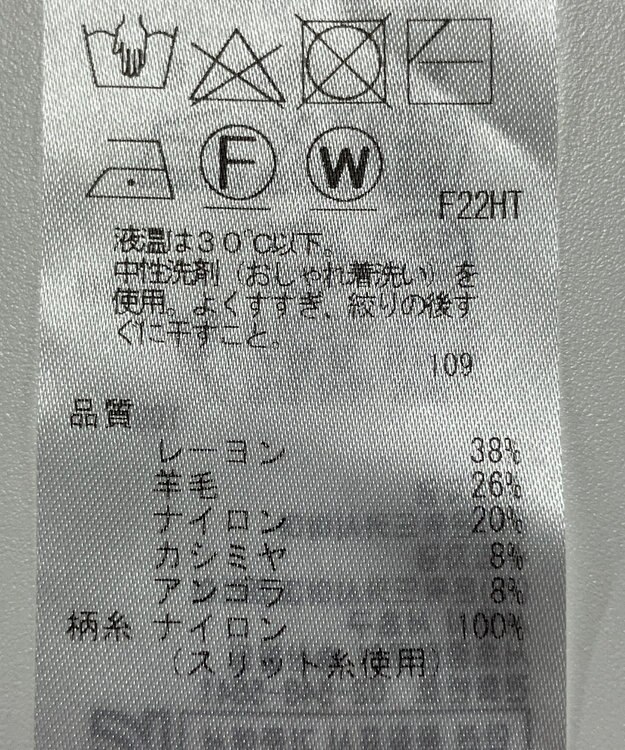 F W
F22HT
液温は30℃以下。
中性洗剤（おしゃれ着洗い）を
使用。よくすすぎ、絞りの後す
ぐに干すこと。
109
品質
レーヨン 38%
羊毛 26%
ナイロン 20%
カシミヤ 8%
アンゴラ 8%
柄糸 ナイロン 100%
（スリット糸使用）